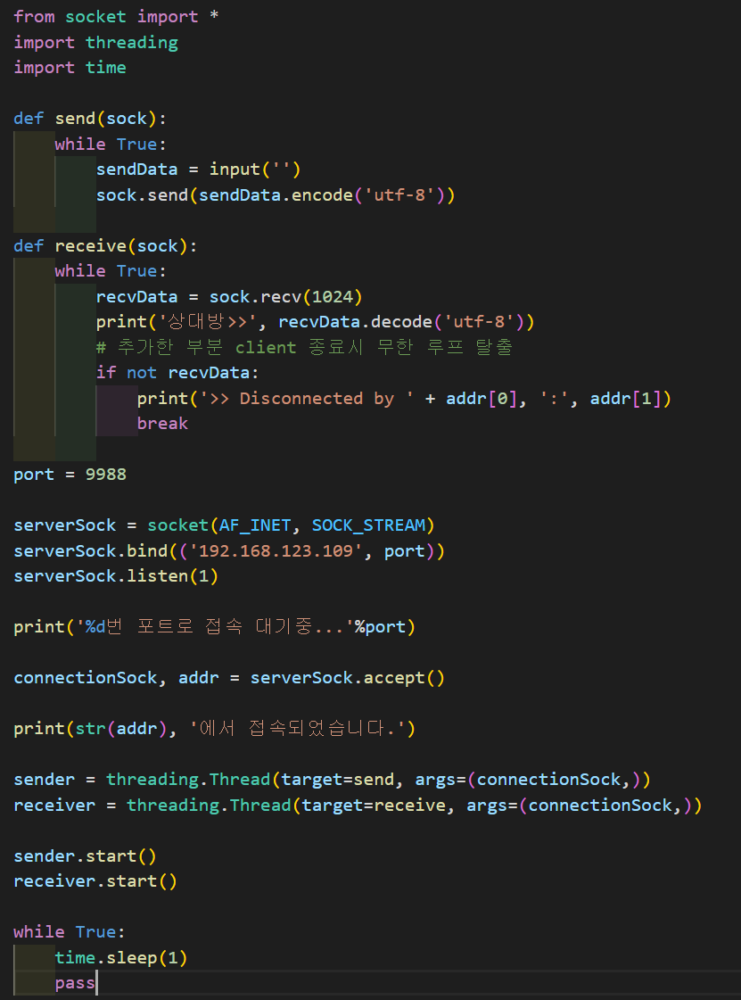 from socket import *
import threading
import time
def send(sock):
while True:
sendData = input('')
sock.send(sendData.encode('utf-8'))
def receive(sock):
while True:
recvData = sock.recv(1024)
print('상대방>>', recvData.decode('utf-8'))
# 추가한 부분 client 종료시 무한 루프 탈출
if not recvData:
print('>> Disconnected by ' + addr[0], ':', addr[1])
break
port = 9988
serverSock = socket(AF_INET, SOCK_STREAM)
serverSock.bind(('192.168.123.109', port))
serverSock.listen(1)
print('%d번 포트로 접속 대기중...'%port)
connectionSock, addr = serverSock.accept()
print(str(addr), '에서 접속되었습니다.')
sender = threading.Thread(target=send, args=(connectionSock,))
receiver = threading.Thread(target=receive, args=(connectionSock,))
sender.start()
receiver.start()
while True:
time.sleep(1)
pass